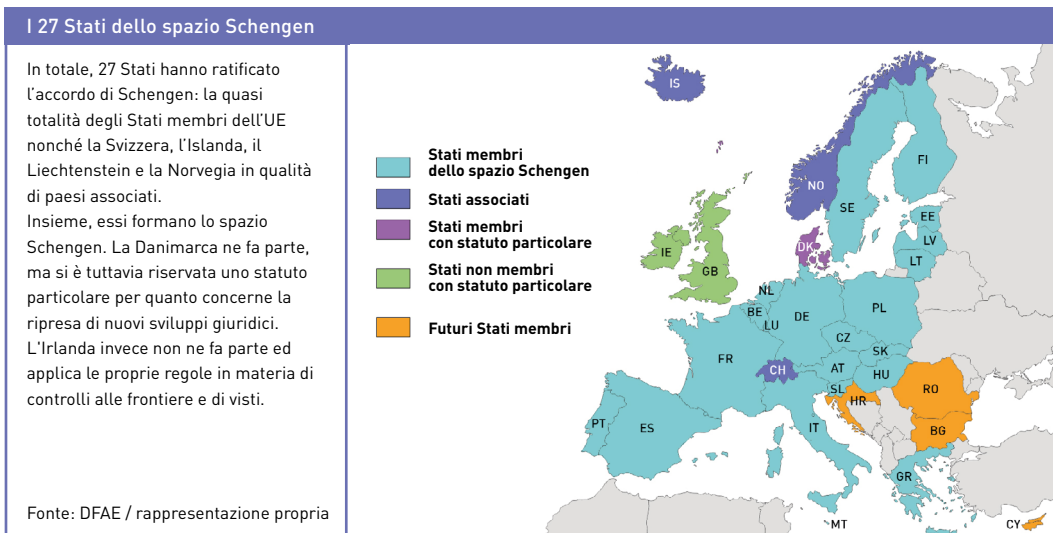 I 27 Stati dello spazio Schengen
In totale, 27 Stati hanno ratificato
l'accordo di Schengen: la quasi
totalità degli Stati membri dell'UE
nonché la Svizzera, l'Islanda, il
Liechtenstein e la Norvegia in qualità
di paesi associati.
Insieme, essi formano lo spazio
Schengen. La Danimarca ne fa parte,
ma si è tuttavia riservata uno statuto
particolare per quanto concerne la
ripresa di nuovi sviluppi giuridici.
L'Irlanda invece non ne fa parte ed
applica le proprie regole in materia di
controlli alle frontiere e di visti.
Fonte: DFAE / rappresentazione propria
Stati membri
dello spazio Schengen
Stati associati
Stati membri
con statuto particolare
Stati non membri
con statuto particolare
Futuri Stati membri
IS
FI
NO
SE
EE
LV
LT
DK
IE
GB
NL
BE
LU
DE
PL
CZ
SK
FR
CH
AT
HU
SL
HR
RO
BG
PT
ES
IT
GR
MT
CY